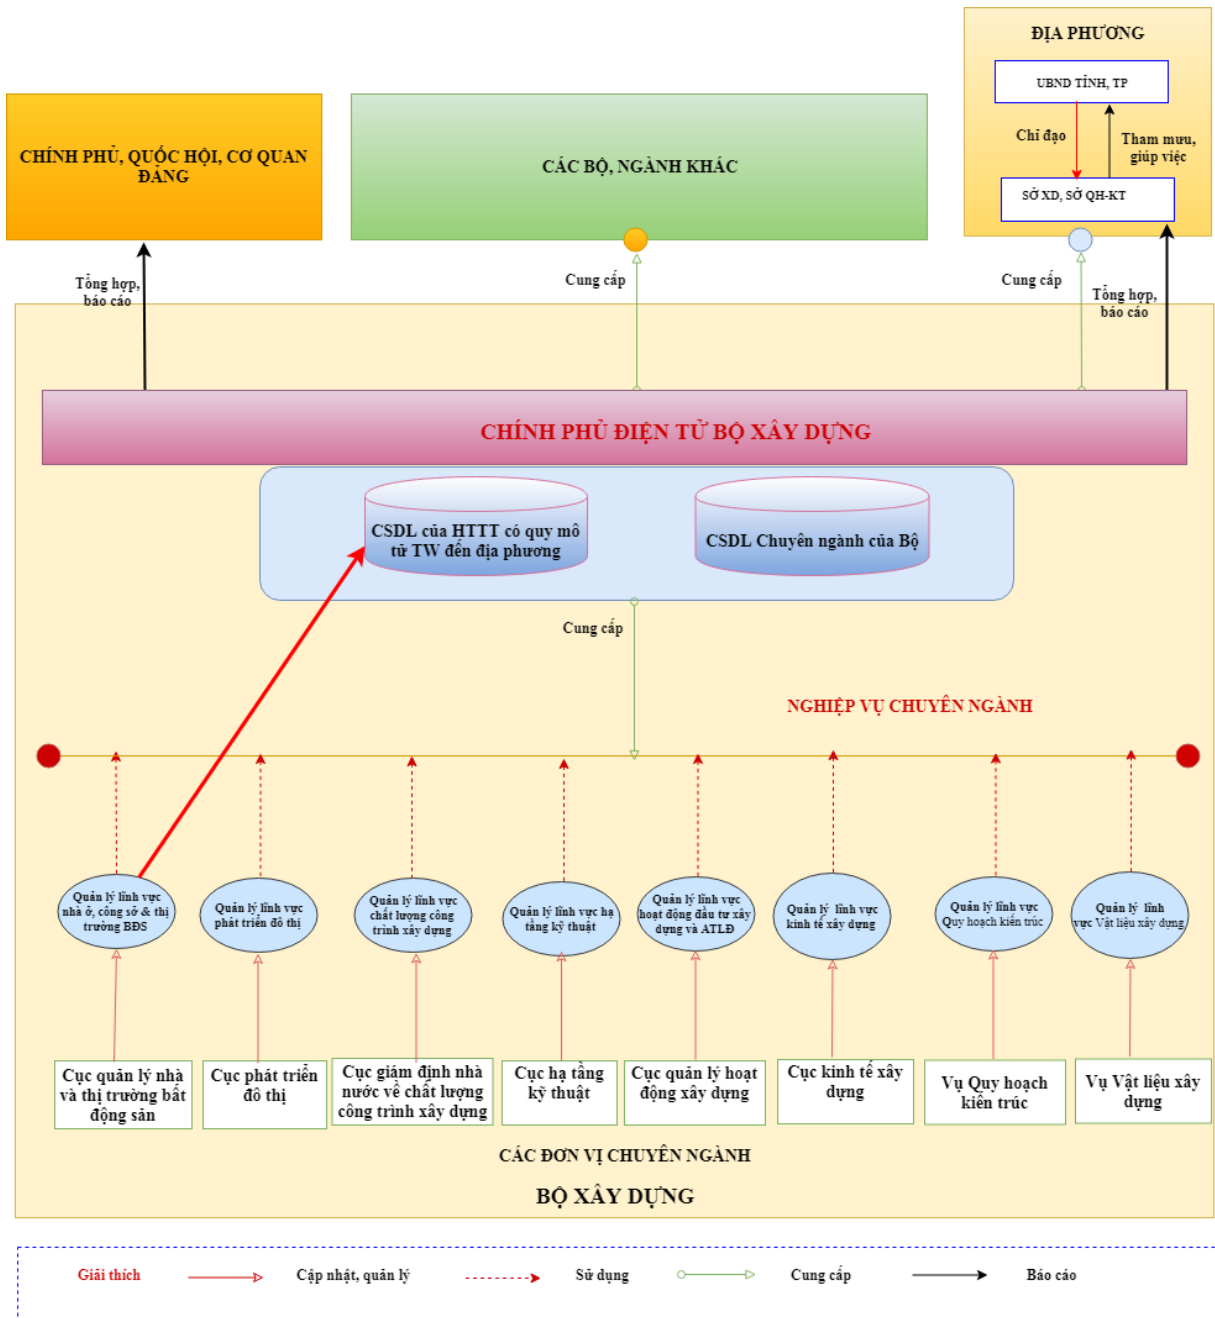 ĐỊA PHƯƠNG
UBND TỈNH, TP
Chỉ đạo
Tham mưu,
giúp việc
SỞ XD, SỞ QH-KT
CHÍNH PHỦ, QUỐC HỘI, CƠ QUAN
ĐẢNG
CÁC BỘ, NGÀNH KHÁC
Tổng hợp,
báo cáo
Cung cấp
Cung cấp
Tổng hợp,
báo cáo
CHÍNH PHỦ ĐIỆN TỬ BỘ XÂY DỰNG
CSDL của HTTT có quy mô
từ TW đến địa phương
CSDL Chuyên ngành của Bộ
Cung cấp
NGHIỆP VỤ CHUYÊN NGÀNH
Quản lý lĩnh vực
nhà ở, công sở & thị
trường BĐS
Quản lý lĩnh vực
phát triển đô thị
Quản lý lĩnh vực
chất lượng công
trình xây dựng
Quản lý lĩnh vực hạ
tầng kỹ thuật
Quản lý lĩnh vực
hoạt động đầu tư xây
dựng và ATLĐ
Quản lý lĩnh vực
kinh tế xây dựng
Quản lý lĩnh vực
Quy hoạch kiến trúc
Quản lý lĩnh
vực Vật liệu xây dựng
Cục quản lý nhà
và thị trường bất
động sản
Cục phát triển
đô thị
Cục giám định nhà
nước về chất lượng
công trình xây dựng
Cục hạ tầng
kỹ thuật
Cục quản lý hoạt
động xây dựng
Cục kinh tế xây
dựng
Vụ Quy hoạch
kiến trúc
Vụ Vật liệu xây
dựng
CÁC ĐƠN VỊ CHUYÊN NGÀNH
BỘ XÂY DỰNG
Giải thích
Cập nhật, quản lý
Sử dụng
Cung cấp
Báo cáo